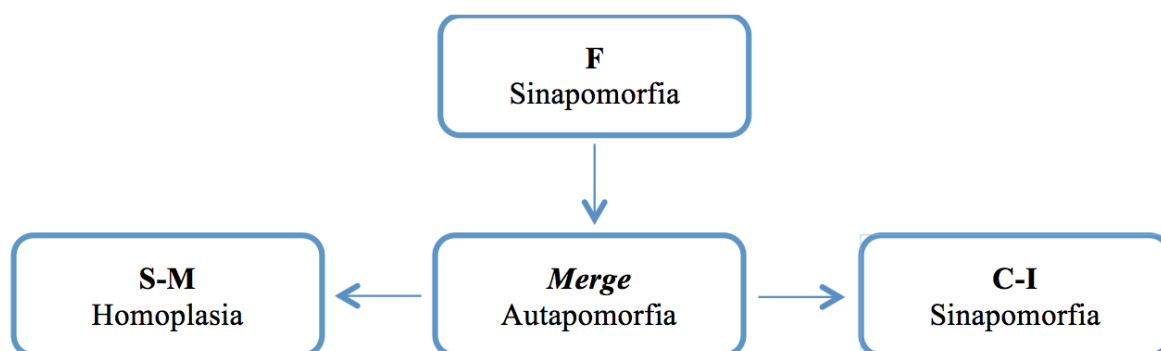 F
Sinapomorfia
S-M
Homoplasia
Merge
Autapomorfia
C-I
Sinapomorfia